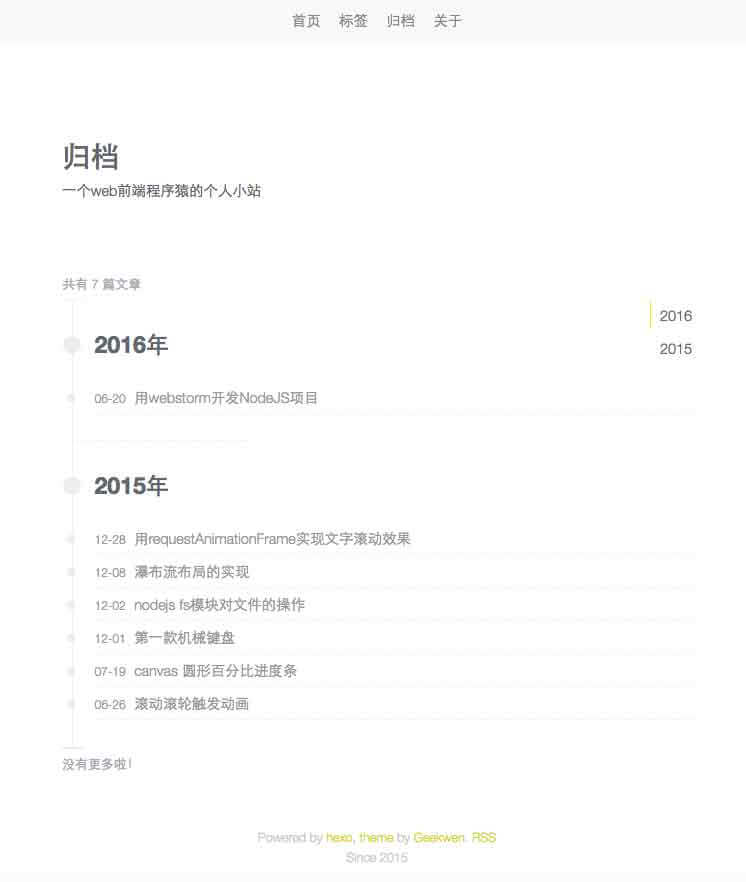 首页 标签 归档 关于
归档
一个web前端程序猿的个人小站
共有 7 篇文章
2016
2015
2016年
06-20 用webstorm开发NodeJS项目
2015年
12-28 用requestAnimationFrame实现文字滚动效果
12-08 瀑布流布局的实现
12-02 nodejs fs模块对文件的操作
12-01 第一款机械键盘
07-19 canvas 圆形百分比进度条
06-26 滚动滚轮触发动画
没有更多啦！
Powered by hexo, theme by Geekwen. RSS
Since 2015